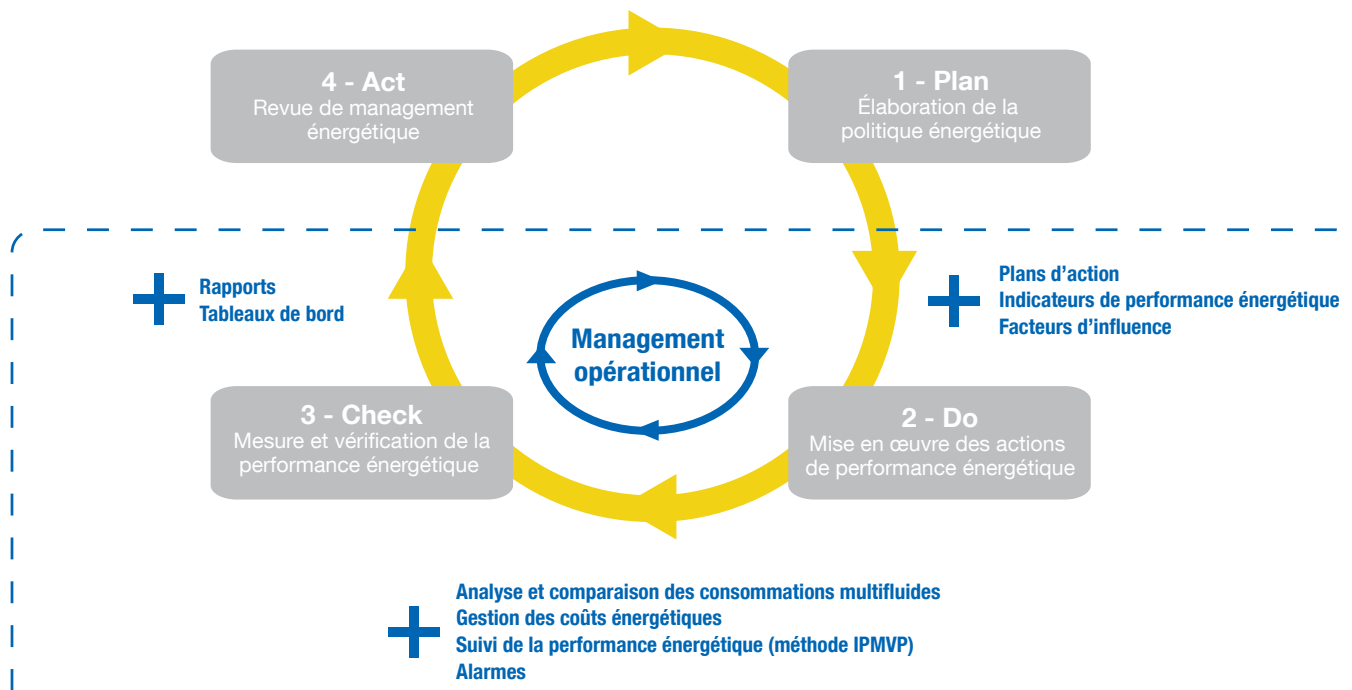 4 - Act
Revue de management
énergétique
1 - Plan
Élaboration de la
politique énergétique
Rapports
Tableaux de bord
Management
opérationnel
Plans d’action
Indicateurs de performance énergétique
Facteurs d’influence
3 - Check
Mesure et vérification de la
performance énergétique
2 - Do
Mise en œuvre des actions
de performance énergétique
Analyse et comparaison des consommations multifluides
Gestion des coûts énergétiques
Suivi de la performance énergétique (méthode IPMVP)
Alarmes